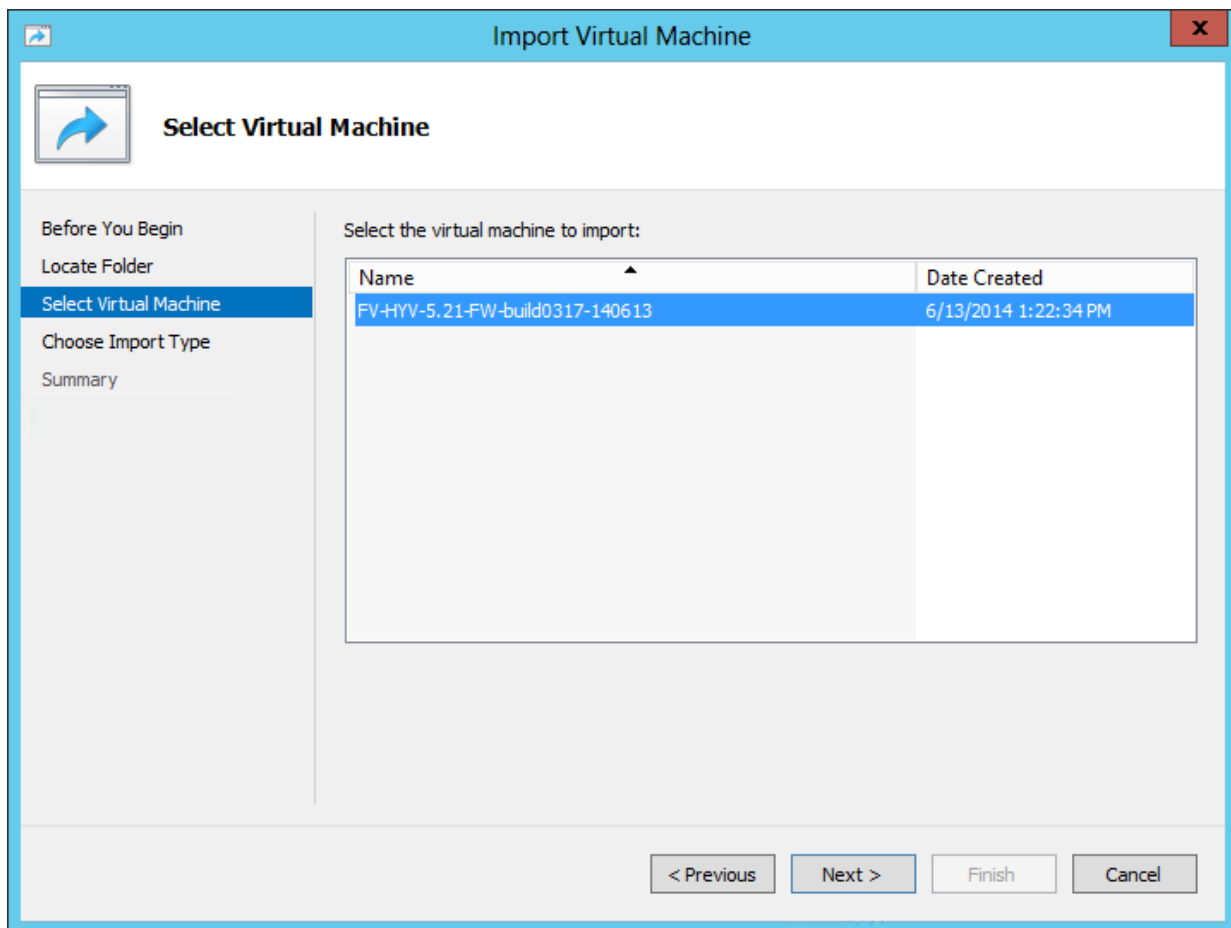 Import Virtual Machine
x
Select Virtual Machine
Before You Begin
Locate Folder
Select Virtual Machine
Choose Import Type
Summary
Select the virtual machine to import:
Name Date Created
FV-HYV-5.21-FW-build0317-140613 6/13/2014 1:22:34 PM
< Previous Next > Finish Cancel